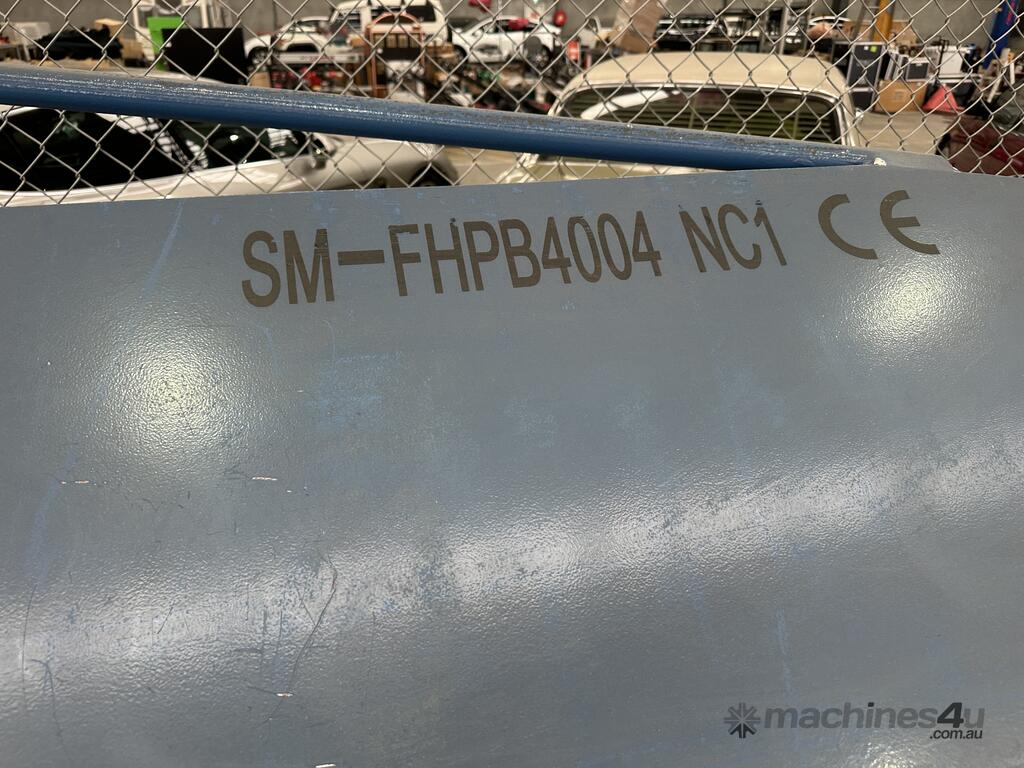 SM-FHPB4004 NC1 CE
machines4u
.com.au